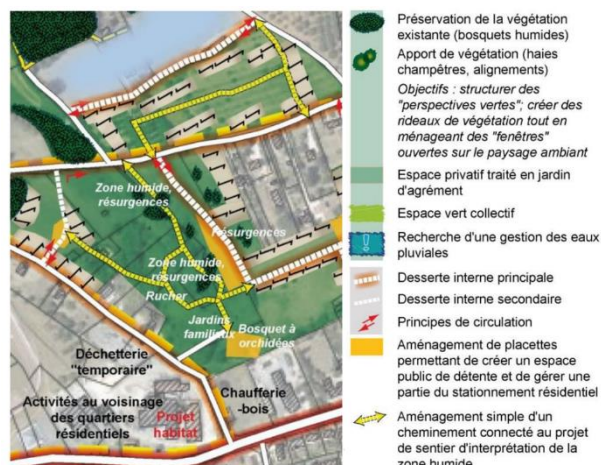 Zone humide,
résurgences
Résurgences
Zone humide,
résurgences
Rucher
Jardins
familiaux
Bosquet à
orchidées
Déchetterie
"temporaire"
Chaufferie
-bois
Activités au voisinage
des quartiers
résidentiels
Projet
habitat
Préservation de la végétation
existante (bosquets humides)
Apport de végétation (haies
champêtres, alignements)
Objectifs : structurer des
"perspectives vertes"; créer des
rideaux de végétation tout en
ménageant des "fenêtres"
ouvertes sur le paysage ambiant
Espace privatif traité en jardin
d'agrément
Espace vert collectif
!
Recherche d'une gestion des eaux
pluviales
Desserte interne principale
Desserte interne secondaire
Principes de circulation
Aménagement de placettes
permettant de créer un espace
public de détente et de gérer une
partie du stationnement résidentiel
Aménagement simple d'un
cheminement connecté au projet
de sentier d'interprétation de la
zone humide